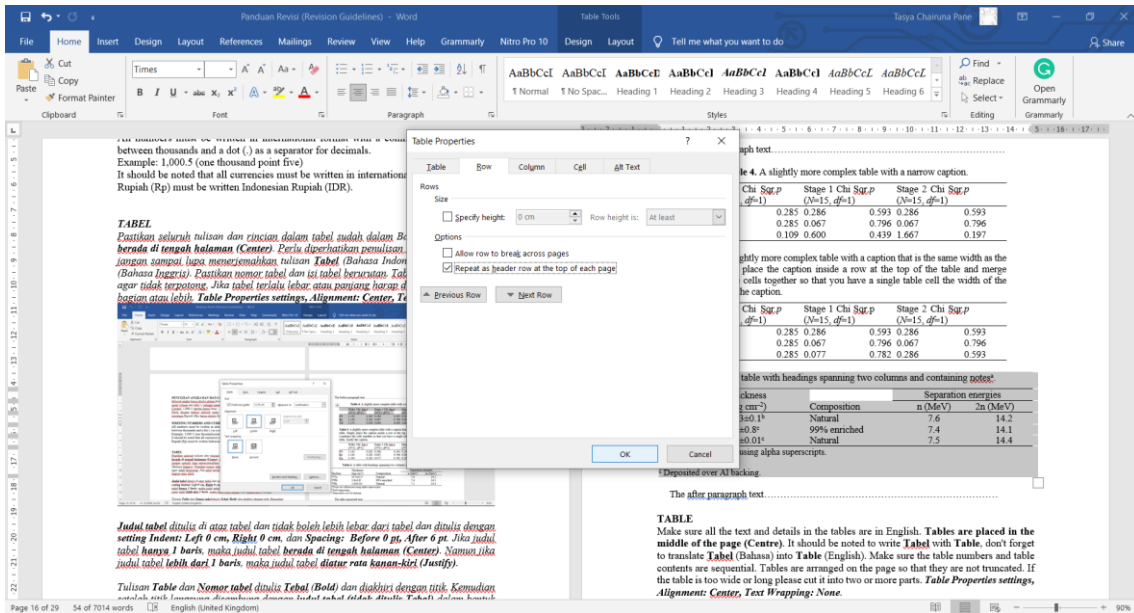 Panduan Revisi (Revision Guidelines) - Word
Table Tools
Tasya Chairuna Pane
File Home Insert Design Layout References Mailings Review View Help Grammarly Nitro Pro 10 Design Layout Tell me what you want to do
Share
Paste
Cut
Copy
Format Painter
Clipboard
Times
Font
Paragraph
AaBbCcI AaBbCcI AaBbCcD AaBbCcl AaBbCcl AaBbCcl AaBbCcL AaBbCcL
¶ Normal ¶ No Spac... Heading 1 Heading 2 Heading 3 Heading 4 Heading 5 Heading 6
Styles
Find
Replace
Select
Editing
Open
Grammarly
Grammarly
between thousands and a dot (.) as a separator for decimals.
Example: 1,000.5 (one thousand point five)
It should be noted that all currencies must be written in internationa
Rupiah (Rp) must be written Indonesian Rupiah (IDR).
TABEL
Pastikan seluruh tulisan dan rincian dalam tabel sudah dalam Ba
berada di tengah halaman (Center). Perlu diperhatikan penulisan
jangan sampai lupa menerjemahkan tulisan Tabel (Bahasa Indon
(Bahasa Inggris). Pastikan nomor tabel dan isi tabel berurutan. Tab
agar tidak terpotong. Jika tabel terlalu lebar atau panjang harap d
bagian atau lebih. Table Properties settings, Alignment: Center, Te
Judul tabel ditulis di atas tabel dan tidak boleh lebih lebar dari tabel dan ditulis dengan
setting Indent: Left 0 cm, Right 0 cm, dan Spacing: Before 0 pt, After 6 pt. Jika judul
tabel hanya 1 baris, maka judul tabel berada di tengah halaman (Center). Namun jika
judul tabel lebih dari 1 baris, maka judul tabel diatur rata kanan-kiri (Justify).
Tulisan Table dan Nomor tabel ditulis Tebal (Bold) dan diakhiri dengan titik. Kemudian
Table Properties
Table Row Column Cell Alt Text
Rows
Size
Specify height: 0 cm Row height is: At least
Options
Allow row to break across pages
Repeat as header row at the top of each page
Previous Row Next Row
OK Cancel
aph text
le 4. A slightly more complex table with a narrow caption.
Chi Sqr.p Stage 1 Chi Sqr.p Stage 2 Chi Sqr.p
, df=1) (N=15, df=1) (N=15, df=1)
0.285 0.286 0.593 0.286 0.593
0.285 0.067 0.796 0.067 0.796
0.109 0.600 0.439 1.667 0.197
ghtly more complex table with a caption that is the same width as the
place the caption inside a row at the top of the table and merge
cells together so that you have a single table cell the width of the
he caption.
Chi Sqr.p Stage 1 Chi Sqr.p Stage 2 Chi Sqr.p
, df=1) (N=15, df=1) (N=15, df=1)
0.285 0.286 0.593 0.286 0.593
0.285 0.067 0.796 0.067 0.796
0.285 0.077 0.782 0.286 0.593
table with headings spanning two columns and containing notesª.
ckness Separation energies
cm⁻²) Composition n (MeV) 2n (MeV)
3±0.1ᵇ Natural 7.6 14.2
±0.8ᶜ 99% enriched 7.4 14.1
±0.01ᶜ Natural 7.5 14.4
using alpha superscripts.
ᶜ Deposited over Al backing.
The after paragraph text
TABLE
Make sure all the text and details in the tables are in English. Tables are placed in the
middle of the page (Centre). It should be noted to write Tabel with Table, don't forget
to translate Tabel (Bahasa) into Table (English). Make sure the table numbers and table
contents are sequential. Tables are arranged on the page so that they are not truncated. If
the table is too wide or long please cut it into two or more parts. Table Properties settings,
Alignment: Center, Text Wrapping: None.
Page 16 of 29 54 of 7014 words English (United Kingdom)
90%